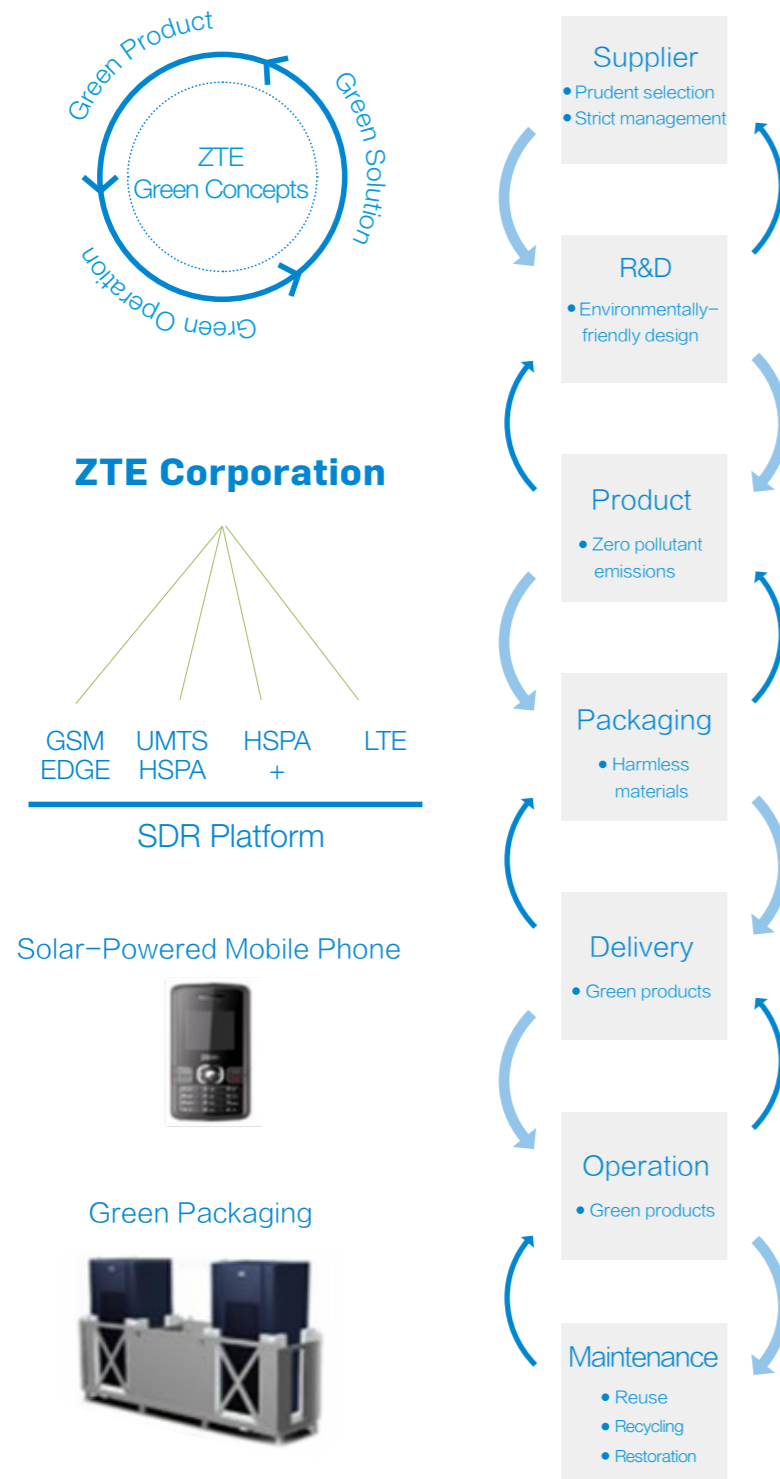 Green Product
Green Solution
Green Operation
ZTE
Green Concepts
ZTE Corporation
GSM
EDGE
UMTS
HSPA
HSPA
+
LTE
SDR Platform
Solar-Powered Mobile Phone
Green Packaging
Supplier
• Prudent selection
• Strict management
R&D
• Environmentally-
friendly design
Product
• Zero pollutant
emissions
Packaging
• Harmless
materials
Delivery
• Green products
Operation
• Green products
Maintenance
• Reuse
• Recycling
• Restoration